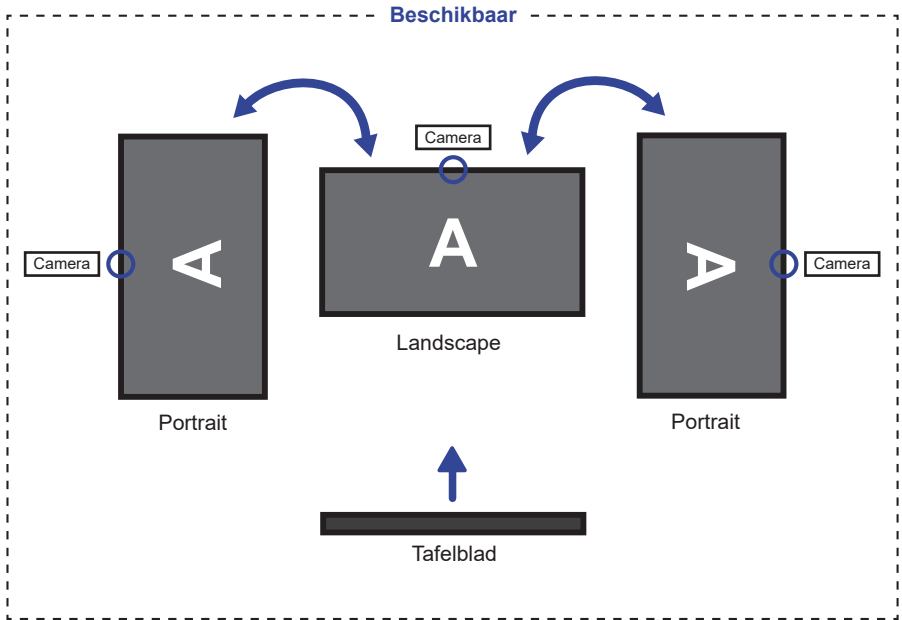 Beschikbaar
Camera
A
Landscape
Camera
A
Portrait
A
Camera
Portrait
Tafelblad